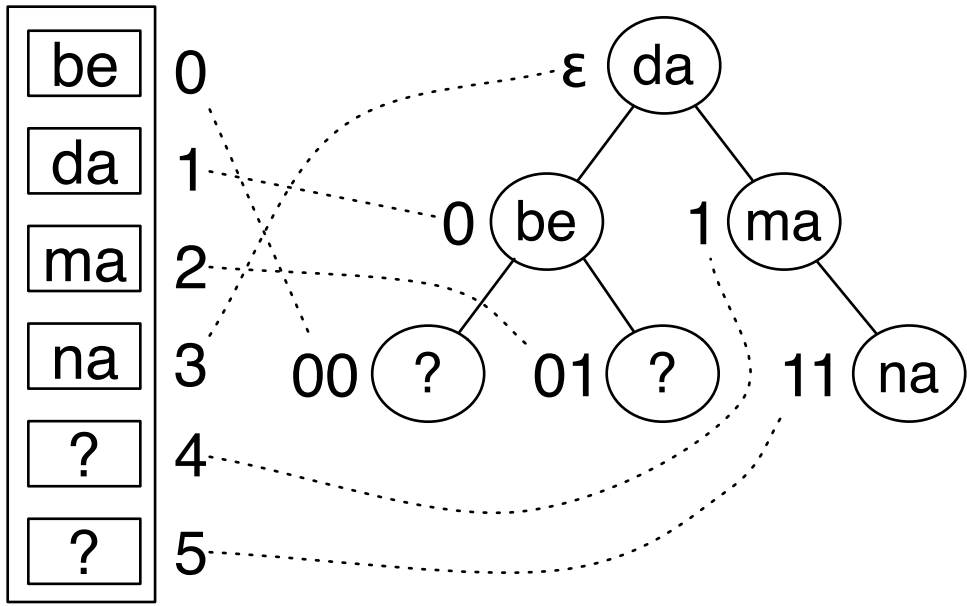 be 0
da 1
ma 2
na 3
? 4
? 5
ε da
0 be
1 ma
00 ?
01 ?
11 na